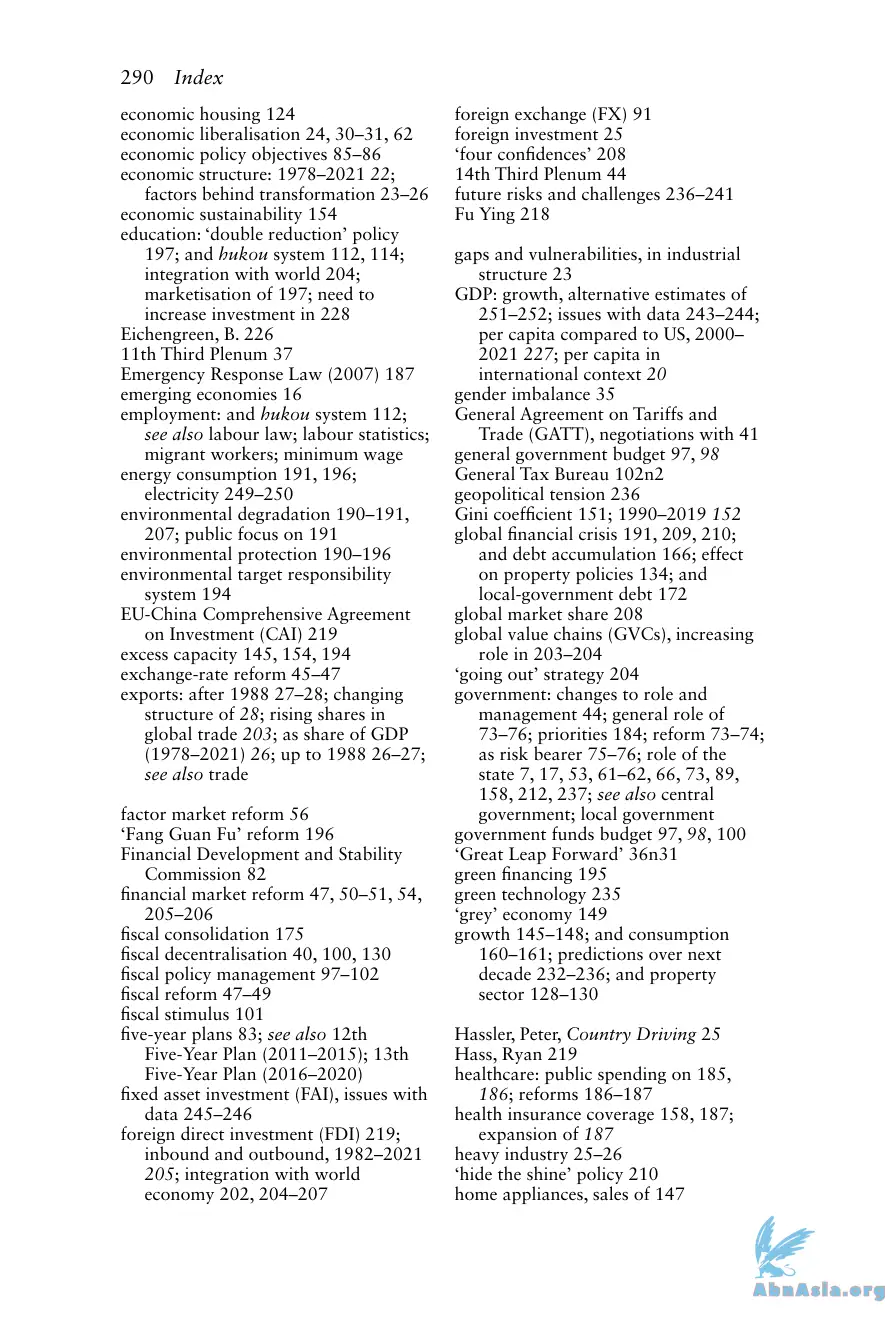 290 Index
economic housing 124
economic liberalisation 24, 30–31, 62
economic policy objectives 85–86
economic structure: 1978–2021 22;
factors behind transformation 23–26
economic sustainability 154
education: ‘double reduction’ policy
197; and hukou system 112, 114;
integration with world 204;
marketisation of 197; need to
increase investment in 228
Eichengreen, B. 226
11th Third Plenum 37
Emergency Response Law (2007) 187
emerging economies 16
employment: and hukou system 112;
see also labour law; labour statistics;
migrant workers; minimum wage
energy consumption 191, 196;
electricity 249–250
environmental degradation 190–191,
207; public focus on 191
environmental protection 190–196
environmental target responsibility
system 194
EU-China Comprehensive Agreement
on Investment (CAI) 219
excess capacity 145, 154, 194
exchange-rate reform 45–47
exports: after 1988 27–28; changing
structure of 28; rising shares in
global trade 203; as share of GDP
(1978–2021) 26; up to 1988 26–27;
see also trade
factor market reform 56
‘Fang Guan Fu’ reform 196
Financial Development and Stability
Commission 82
financial market reform 47, 50–51, 54,
205–206
fiscal consolidation 175
fiscal decentralisation 40, 100, 130
fiscal policy management 97–102
fiscal reform 47–49
fiscal stimulus 101
five-year plans 83; see also 12th
Five-Year Plan (2011–2015); 13th
Five-Year Plan (2016–2020)
fixed asset investment (FAI), issues with
data 245–246
foreign direct investment (FDI) 219;
inbound and outbound, 1982–2021
205; integration with world
economy 202, 204–207
foreign exchange (FX) 91
foreign investment 25
‘four confidences’ 208
14th Third Plenum 44
future risks and challenges 236–241
Fu Ying 218
gaps and vulnerabilities, in industrial
structure 23
GDP: growth, alternative estimates of
251–252; issues with data 243–244;
per capita compared to US, 2000–
2021 227; per capita in
international context 20
gender imbalance 35
General Agreement on Tariffs and
Trade (GATT), negotiations with 41
general government budget 97, 98
General Tax Bureau 102n2
geopolitical tension 236
Gini coefficient 151; 1990–2019 152
global financial crisis 191, 209, 210;
and debt accumulation 166; effect
on property policies 134; and
local-government debt 172
global market share 208
global value chains (GVCs), increasing
role in 203–204
‘going out’ strategy 204
government: changes to role and
management 44; general role of
73–76; priorities 184; reform 73–74;
as risk bearer 75–76; role of the
state 7, 17, 53, 61–62, 66, 73, 89,
158, 212, 237; see also central
government; local government
government funds budget 97, 98, 100
‘Great Leap Forward’ 36n31
green financing 195
green technology 235
‘grey’ economy 149
growth 145–148; and consumption
160–161; predictions over next
decade 232–236; and property
sector 128–130
Hassler, Peter, Country Driving 25
Hass, Ryan 219
healthcare: public spending on 185,
186; reforms 186–187
health insurance coverage 158, 187;
expansion of 187
heavy industry 25–26
‘hide the shine’ policy 210
home appliances, sales of 147
AbnAsia.org